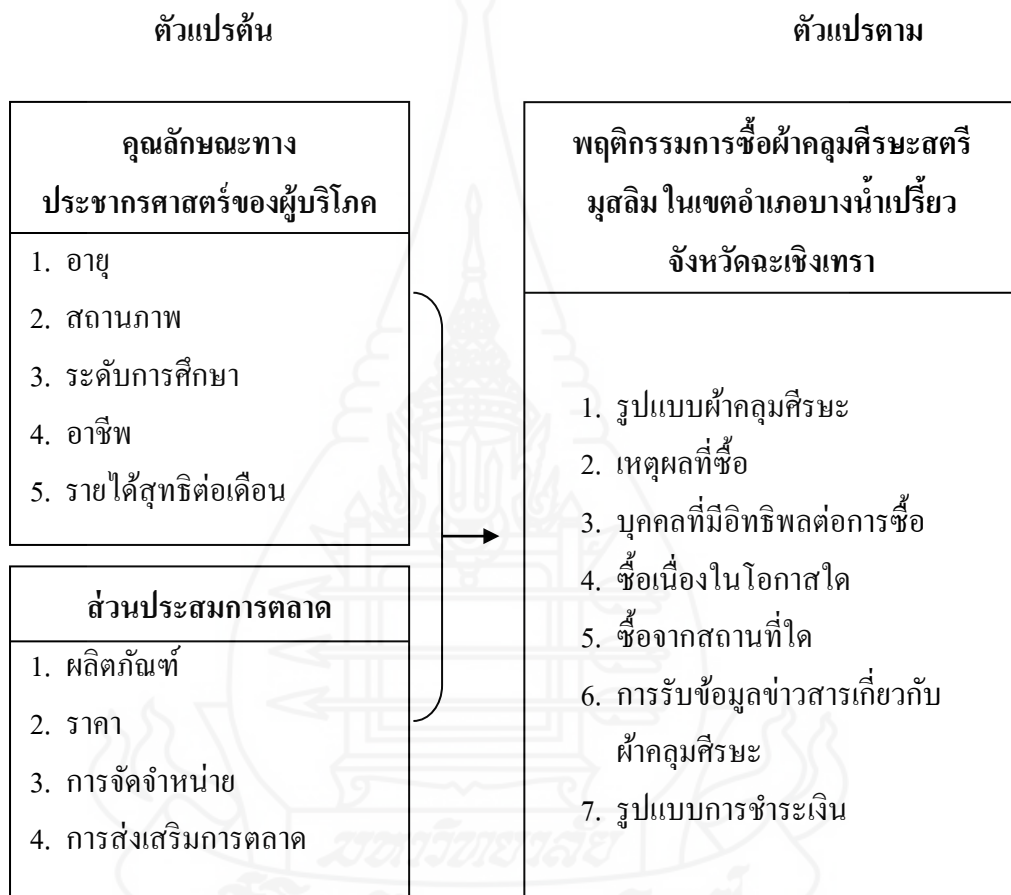 ตัวแปรต้น
ตัวแปรตาม
คุณลักษณะทาง
ประชากรศาสตร์ของผู้บริโภค
1. อายุ
2. สถานภาพ
3. ระดับการศึกษา
4. อาชีพ
5. รายได้สุทธิต่อเดือน
ส่วนประสมการตลาด
1. ผลิตภัณฑ์
2. ราคา
3. การจัดจำหน่าย
4. การส่งเสริมการตลาด
พฤติกรรมการซื้อผ้าคลุมศีรษะสตรี
มุสลิม ในเขตอำเภอบางน้ำเปรี้ยว
จังหวัดฉะเชิงเทรา
1. รูปแบบผ้าคลุมศีรษะ
2. เหตุผลที่ซื้อ
3. บุคคลที่มีอิทธิพลต่อการซื้อ
4. ซื้อเนื่องในโอกาสใด
5. ซื้อจากสถานที่ใด
6. การรับข้อมูลข่าวสารเกี่ยวกับ
ผ้าคลุมศีรษะ
7. รูปแบบการชำระเงิน
มหาวิทยาลัย